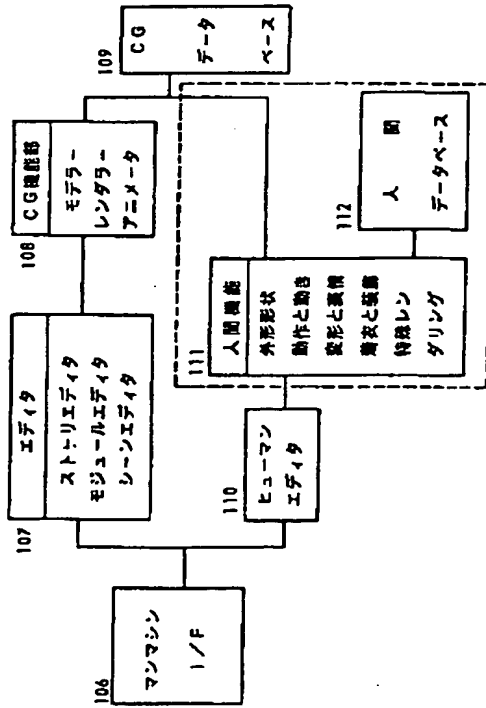 106
マンマシン
I/F
107
エディタ
ストーリエディタ
モジュールエディタ
シーンエディタ
108
CG機能部
モデラー
レンダラー
アニメータ
109
CG
データ
ベース
110
ヒューマン
エディタ
111
人間機能
外形形状
動作と動き
変形と表情
着衣と装飾
特殊レン
ダリング
112
人間
データベース